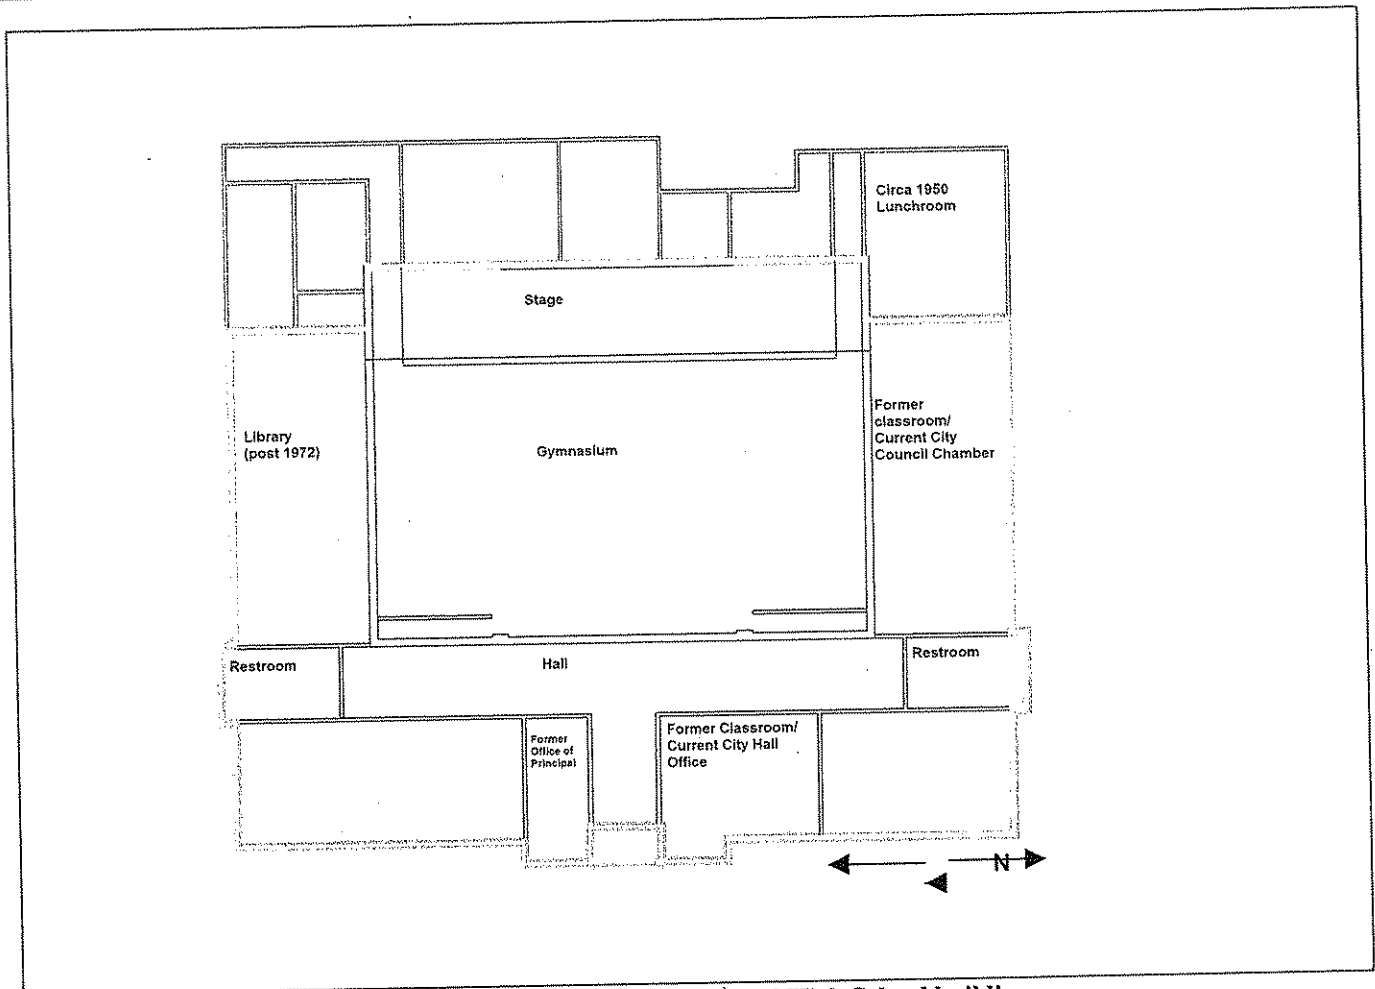 Circa 1950
Lunchroom
Stage
Former
classroom/
Current City
Council Chamber
Library
(post 1972)
Gymnasium
Restroom
Hall
Restroom
Former
Office of
Principal
Former Classroom/
Current City Hall
Office
N